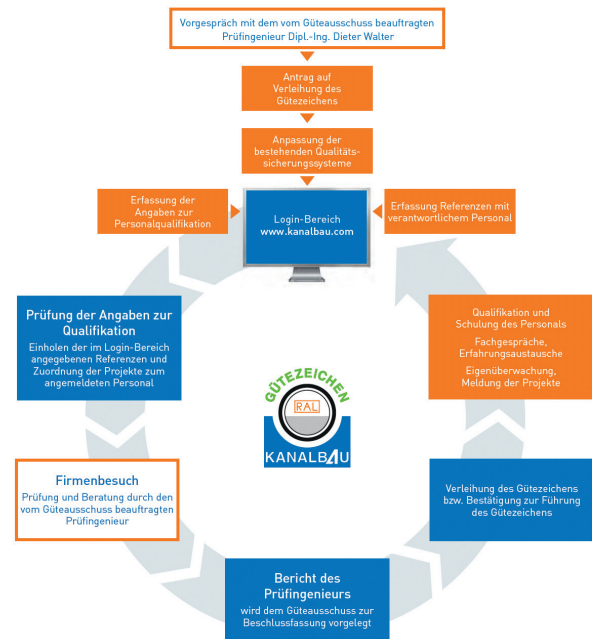 Vorgespräch mit dem vom Güteausschuss beauftragten
Prüfingenieur Dipl.-Ing. Dieter Walter
Antrag auf
Verleihung des
Gütezeichens
Anpassung der
bestehenden Qualitäts-
sicherungssysteme
Erfassung der
Angaben zur
Personalqualifikation
Login-Bereich
www.kanalbau.com
Erfassung Referenzen mit
verantwortlichem Personal
Prüfung der Angaben zur
Qualifikation
Einholen der im Login-Bereich
angegebenen Referenzen und
Zuordnung der Projekte zum
angemeldeten Personal
Qualifikation und
Schulung des Personals
Fachgespräche,
Erfahrungsaustausche
Eigenüberwachung,
Meldung der Projekte
GÜTEZEICHEN
RAL
KANALBAU
Firmenbesuch
Prüfung und Beratung durch den
vom Güteausschuss beauftragten
Prüfingenieur
Verleihung des Gütezeichens
bzw. Bestätigung zur Führung
des Gütezeichens
Bericht des
Prüfingenieurs
wird dem Güteausschuss zur
Beschlussfassung vorgelegt